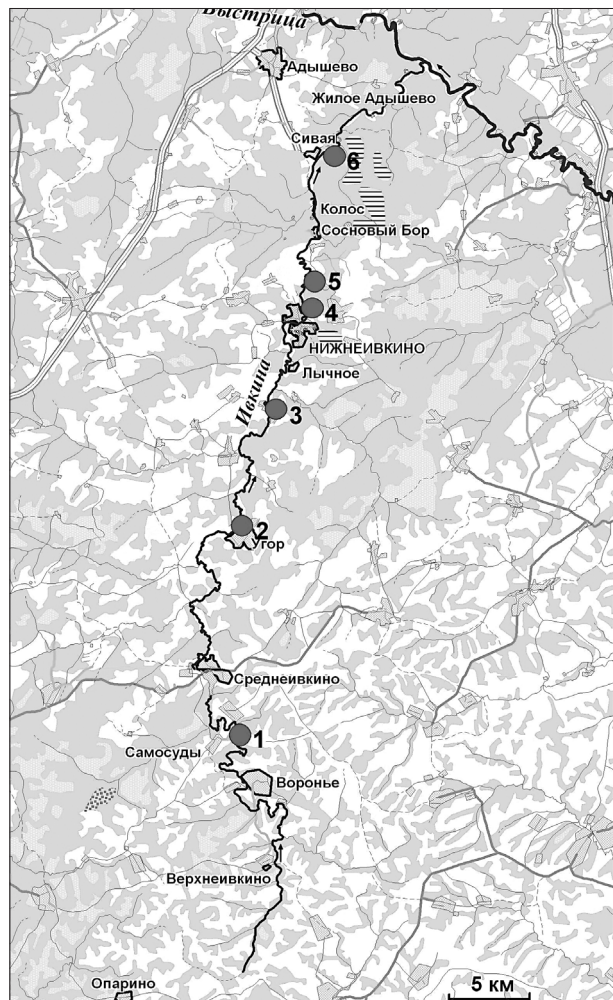 Быстрица
Адышево
Жилое Адышево
Сивая
6
Колос
Сосновый Бор
5
4
НИЖНЕИВКИНО
Лычное
Ивкина
3
2
Угор
Среднеивкино
1
Самосуды
Воронье
Верхнеивкино
Опарино
5 км